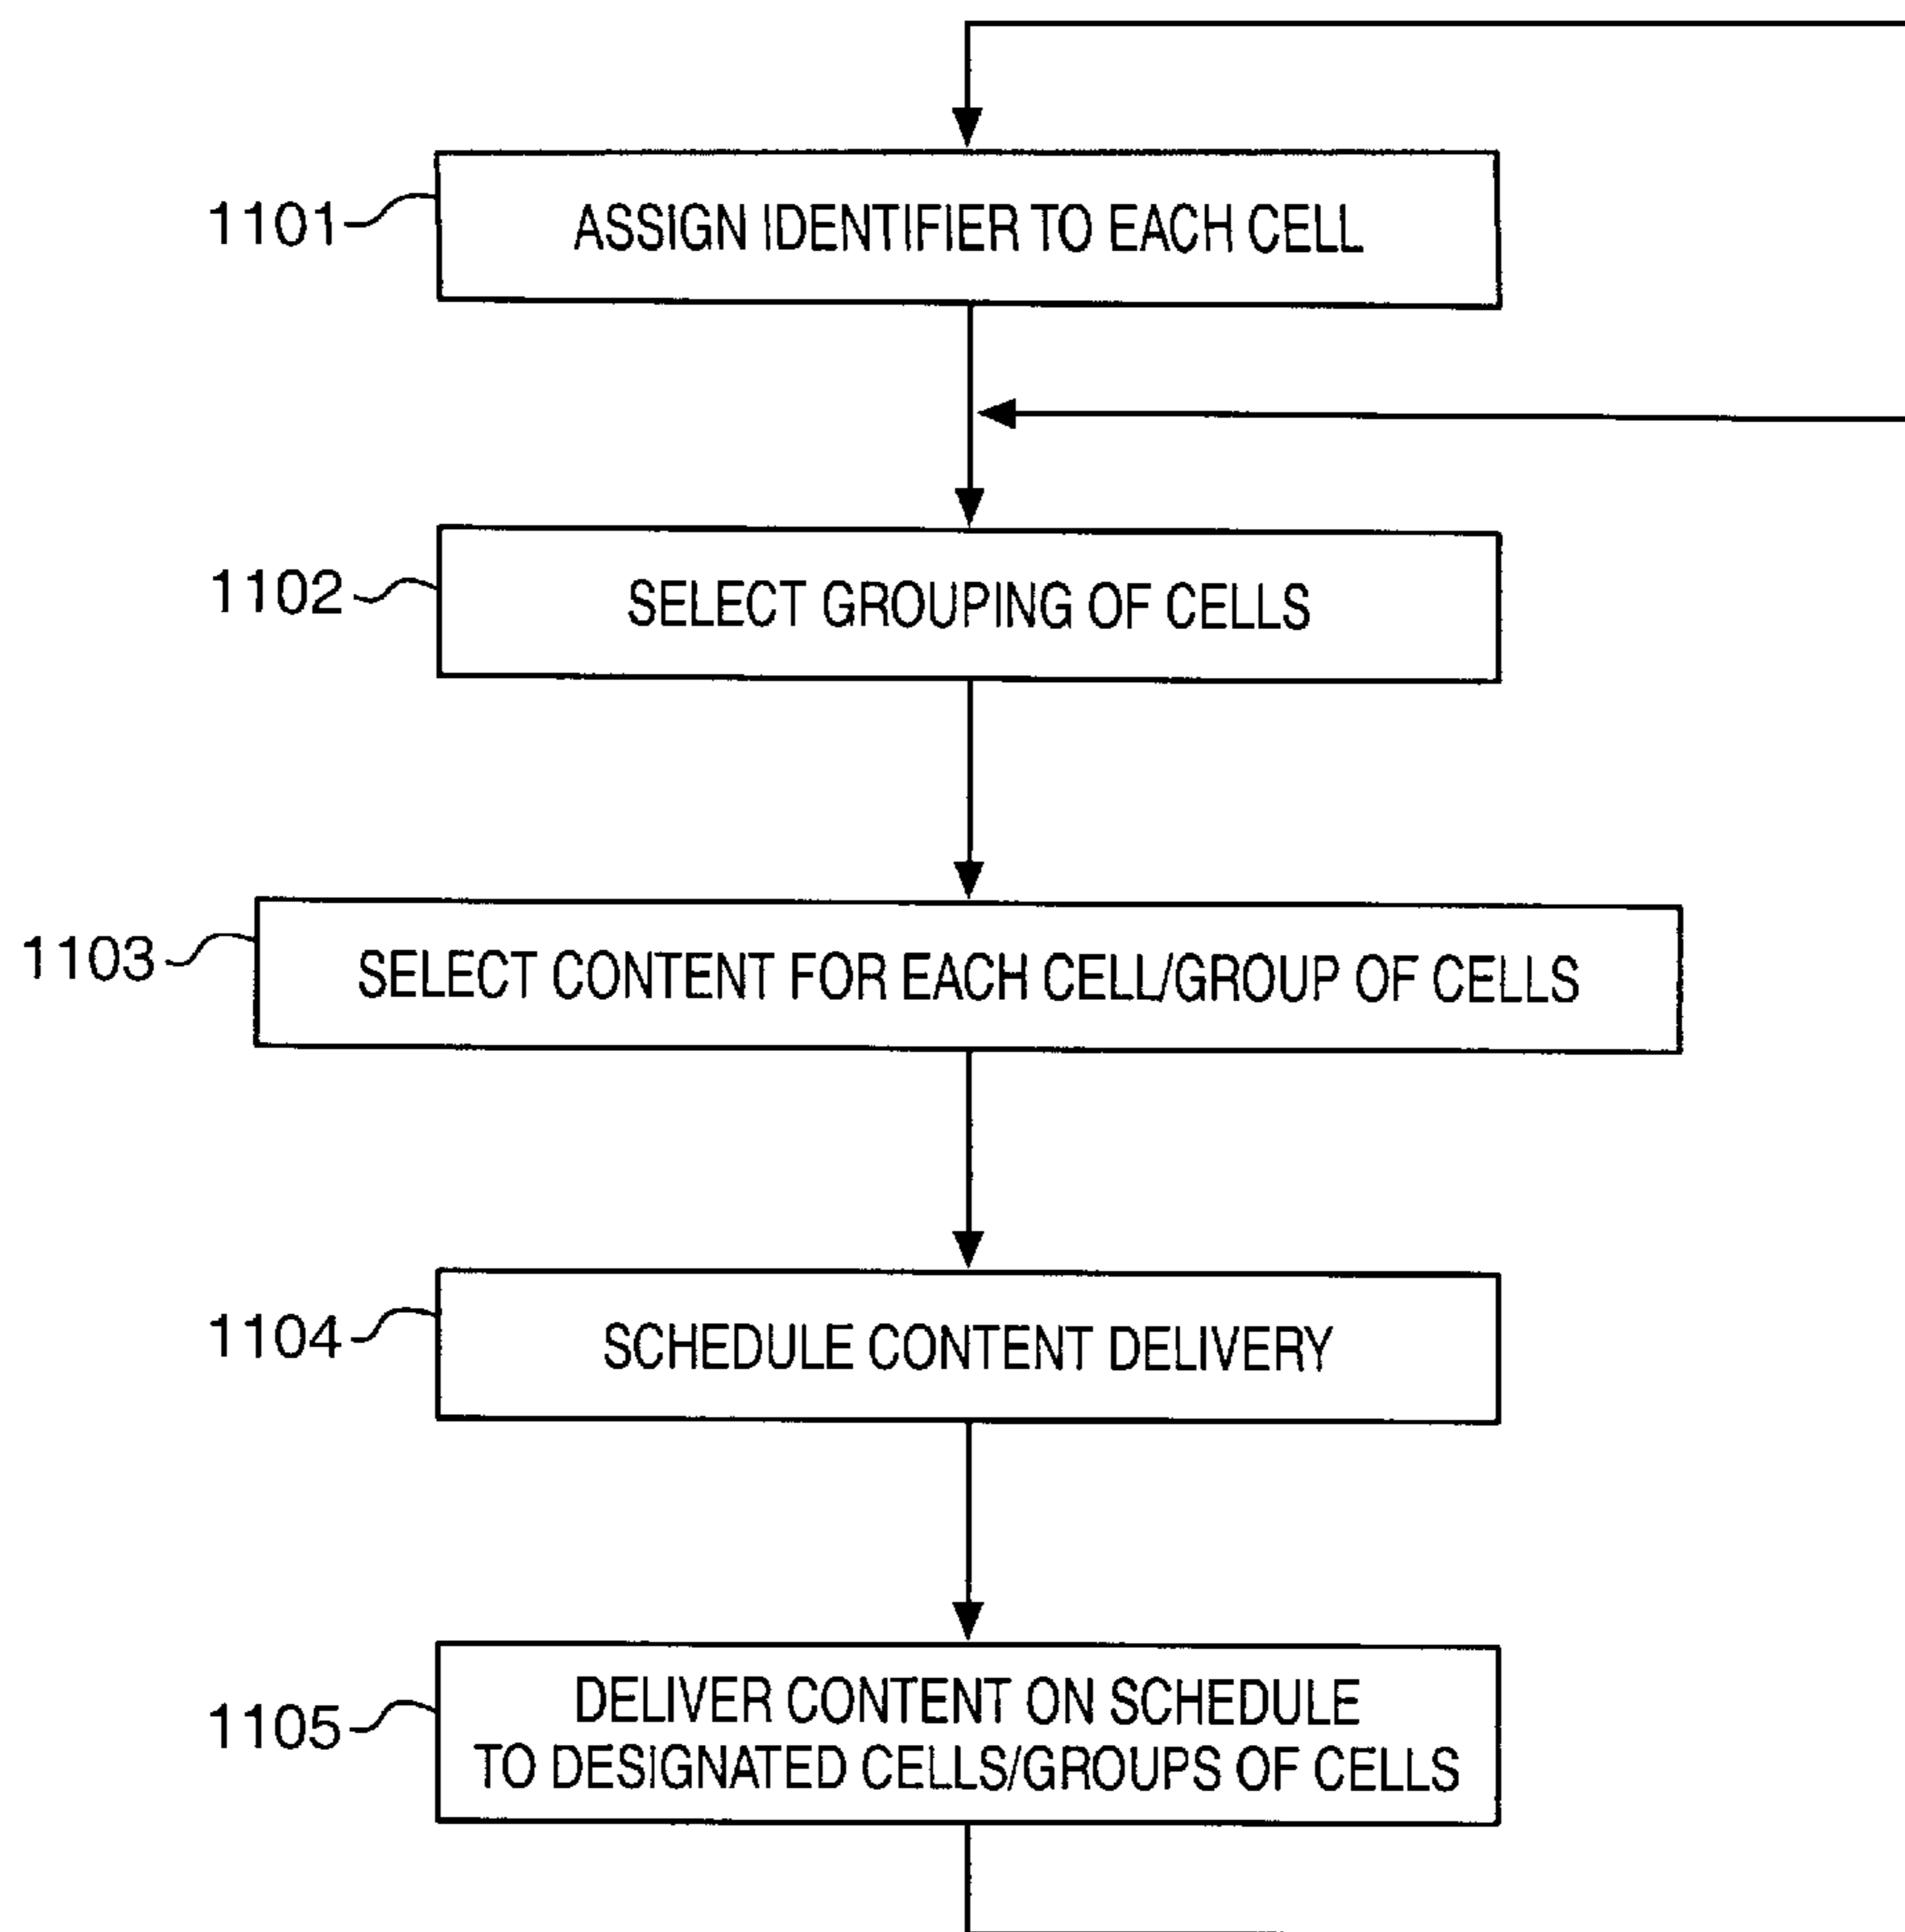 1101
ASSIGN IDENTIFIER TO EACH CELL
1102
SELECT GROUPING OF CELLS
1103
SELECT CONTENT FOR EACH CELL/GROUP OF CELLS
1104
SCHEDULE CONTENT DELIVERY
1105
DELIVER CONTENT ON SCHEDULE
TO DESIGNATED CELLS/GROUPS OF CELLS